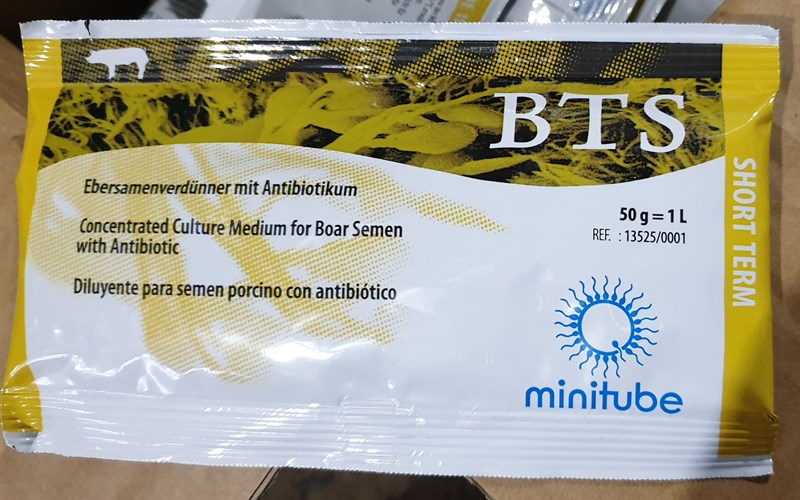 BTS
Ebersamenverdünner mit Antibiotikum
Concentrated Culture Medium for Boar Semen
with Antibiotic
Diluyente para semen porcino con antibiótico
50 g = 1 L
REF. : 13525/0001
SHORT TERM
minitube